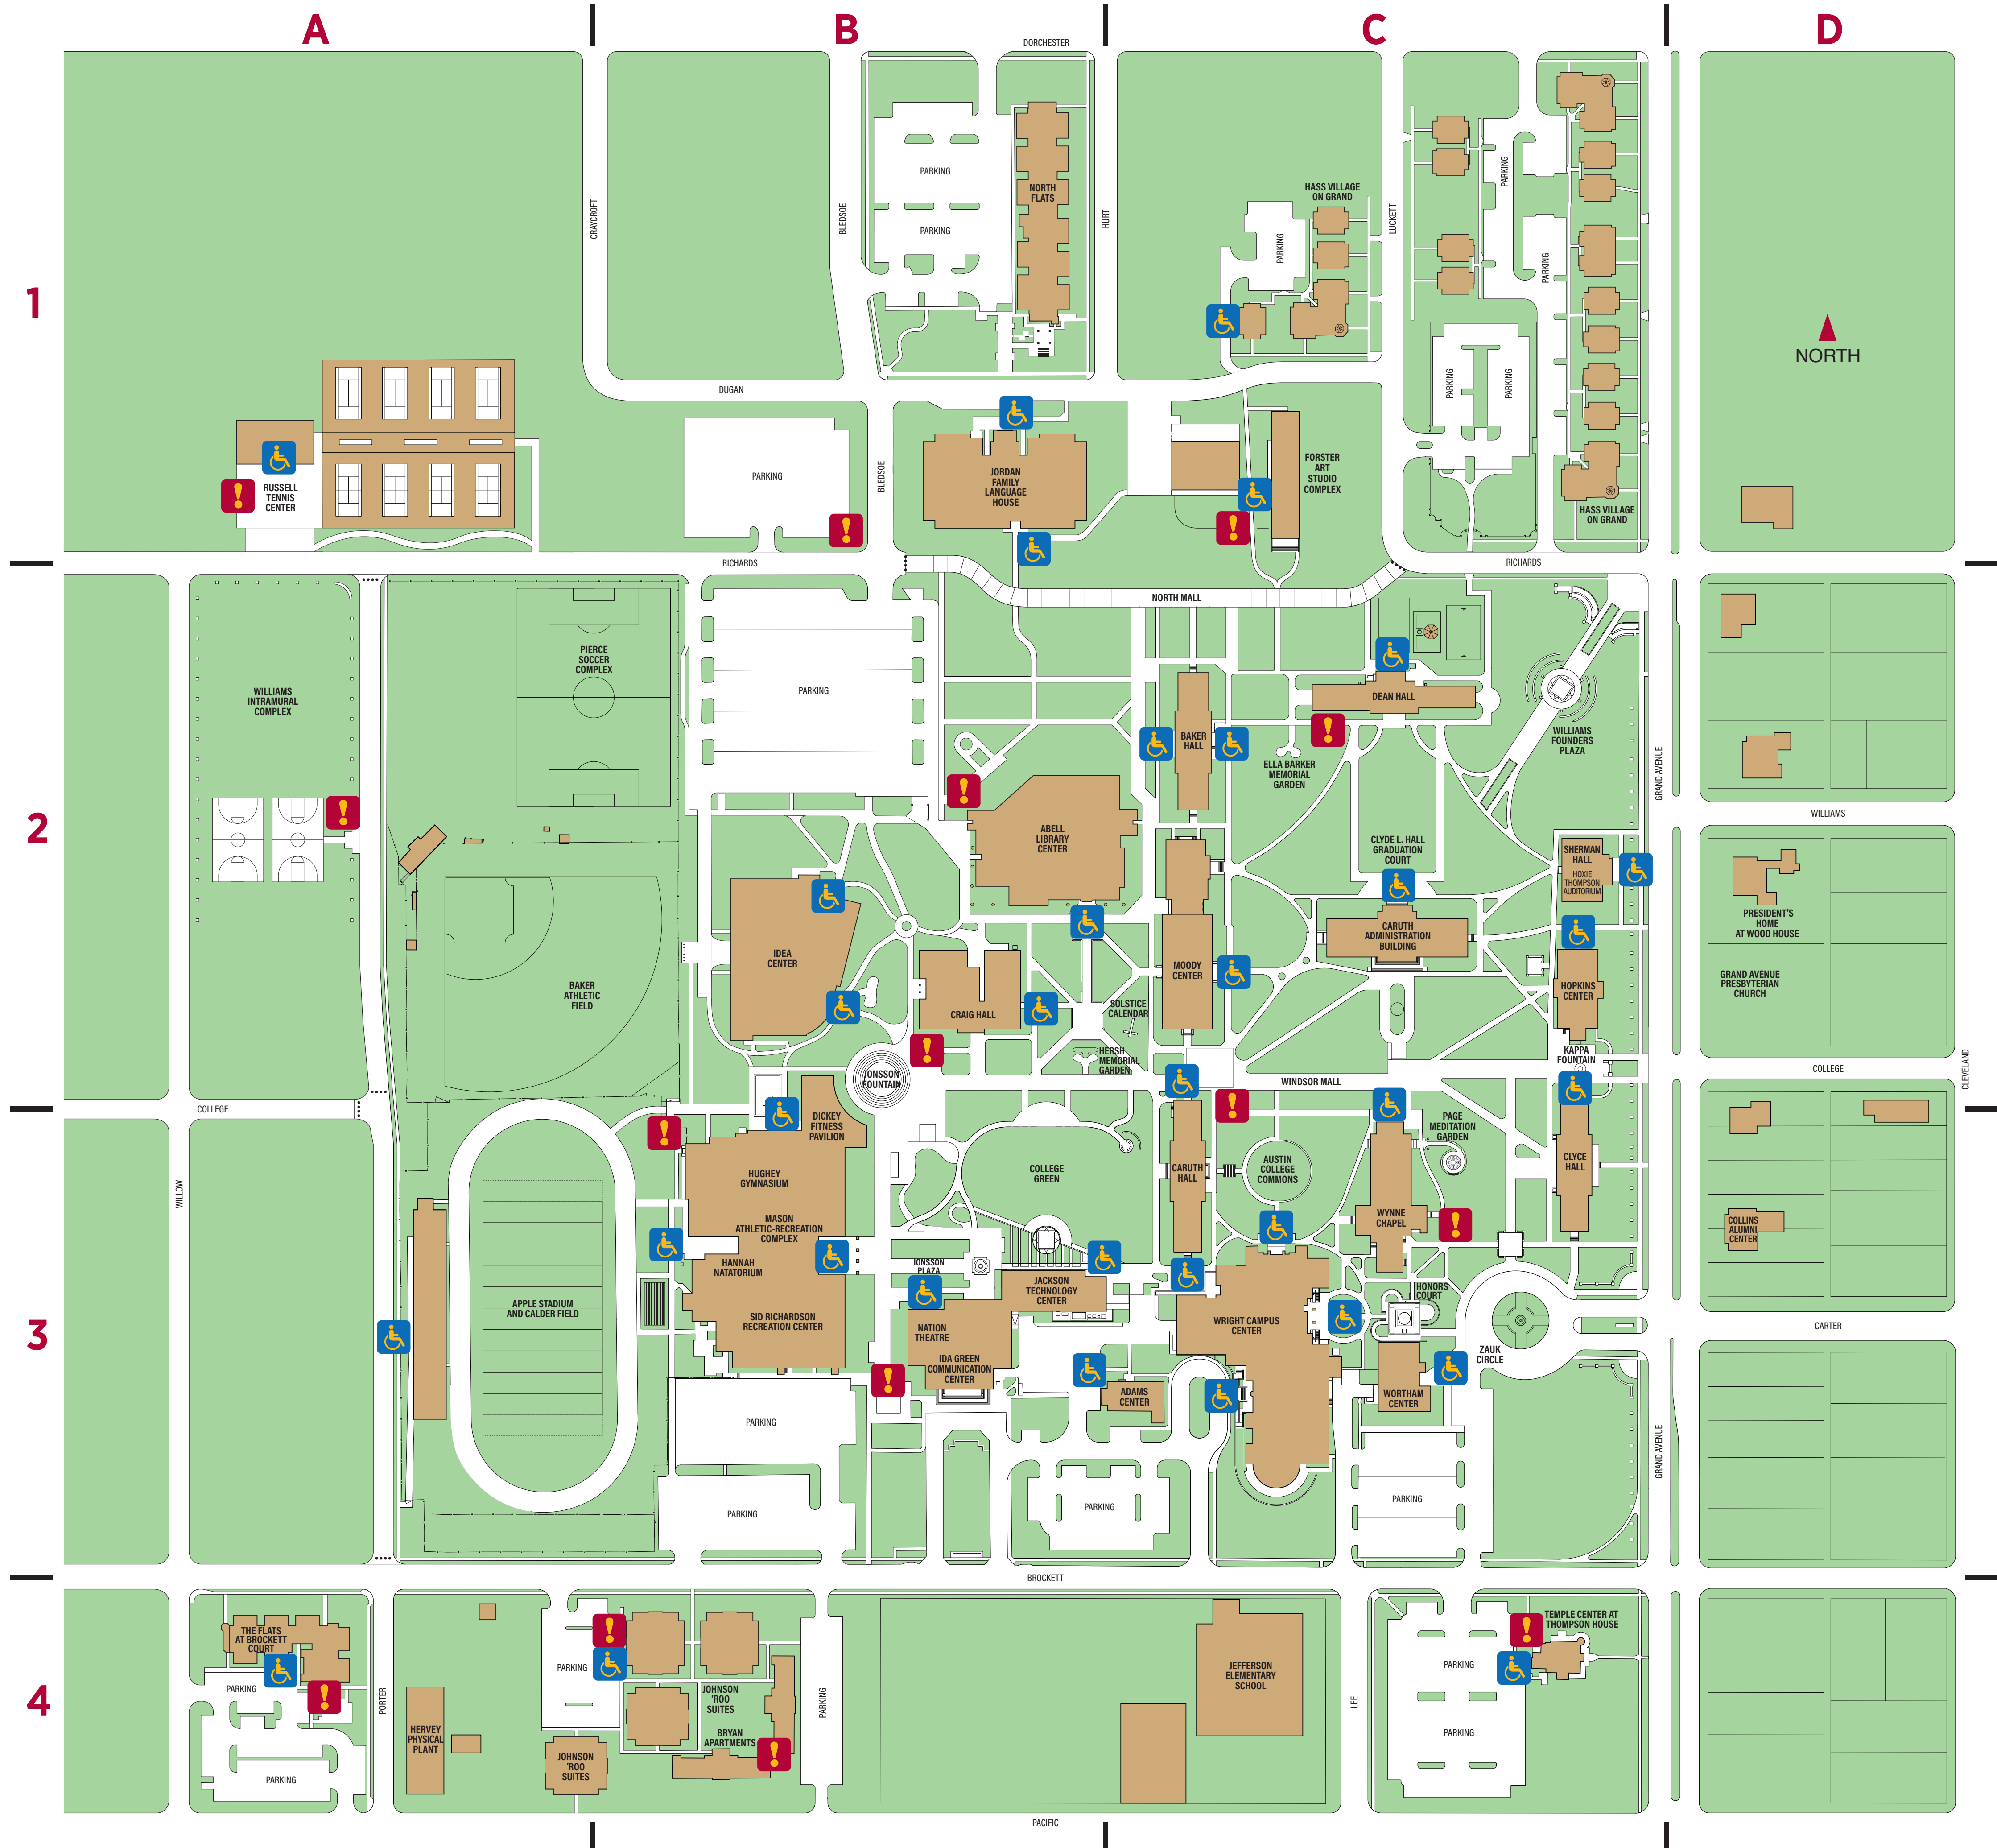 A
B
C
D
DORCHESTER
1
CRAYCROFT
BLEDSOE
PARKING
PARKING
NORTH
FLATS
HURT
HASS VILLAGE
ON GRAND
PARKING
LUCKETT
PARKING
PARKING
PARKING
PARKING
NORTH
DUGAN
RUSSELL
TENNIS
CENTER
PARKING
BLEDSOE
JORDAN
FAMILY
LANGUAGE
HOUSE
FORSTER
ART
STUDIO
COMPLEX
HASS VILLAGE
ON GRAND
RICHARDS
RICHARDS
NORTH MALL
2
WILLIAMS
INTRAMURAL
COMPLEX
PIERCE
SOCCER
COMPLEX
PARKING
BAKER
HALL
DEAN HALL
ELLA BARKER
MEMORIAL
GARDEN
WILLIAMS
FOUNDERS
PLAZA
GRAND AVENUE
WILLIAMS
ABELL
LIBRARY
CENTER
CLYDE L. HALL
GRADUATION
COURT
SHERMAN
HALL
HOXIE
THOMPSON
AUDITORIUM
PRESIDENT'S
HOME
AT WOOD HOUSE
CARUTH
ADMINISTRATION
BUILDING
IDEA
CENTER
MOODY
CENTER
GRAND AVENUE
PRESBYTERIAN
CHURCH
BAKER
ATHLETIC
FIELD
HOPKINS
CENTER
CRAIG HALL
SOLSTICE
CALENDAR
HERSH
MEMORIAL
GARDEN
KAPPA
FOUNTAIN
JONSSON
FOUNTAIN
WINDSOR MALL
COLLEGE
CLEVELAND
COLLEGE
3
DICKEY
FITNESS
PAVILION
PAGE
MEDITATION
GARDEN
WILLOW
HUGHEY
GYMNASIUM
COLLEGE
GREEN
CARUTH
HALL
AUSTIN
COLLEGE
COMMONS
CLYCE
HALL
MASON
ATHLETIC-RECREATION
COMPLEX
WYNNE
CHAPEL
COLLINS
ALUMNI
CENTER
HANNAH
NATATORIUM
JONSSON
PLAZA
JACKSON
TECHNOLOGY
CENTER
HONORS
COURT
APPLE STADIUM
AND CALDER FIELD
SID RICHARDSON
RECREATION CENTER
NATION
THEATRE
WRIGHT CAMPUS
CENTER
CARTER
ZAUK
CIRCLE
IDA GREEN
COMMUNICATION
CENTER
ADAMS
CENTER
WORTHAM
CENTER
PARKING
GRAND AVENUE
PARKING
PARKING
PARKING
BROCKETT
4
THE FLATS
AT BROCKETT
COURT
TEMPLE CENTER AT
THOMPSON HOUSE
PARKING
PARKING
PARKING
JEFFERSON
ELEMENTARY
SCHOOL
PORTER
JOHNSON
'ROO
SUITES
PARKING
LEE
HERVEY
PHYSICAL
PLANT
BRYAN
APARTMENTS
PARKING
JOHNSON
'ROO
SUITES
PARKING
PACIFIC